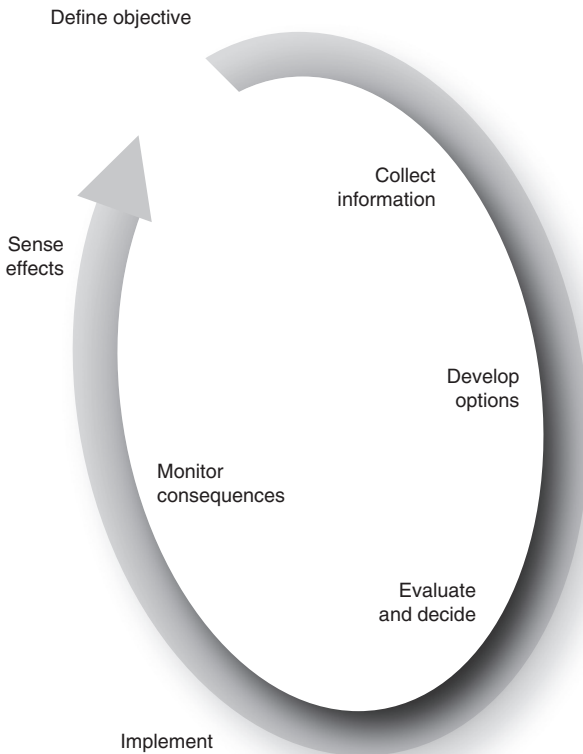 Define objective
Collect
information
Develop
options
Evaluate
and decide
Implement
Monitor
consequences
Sense
effects